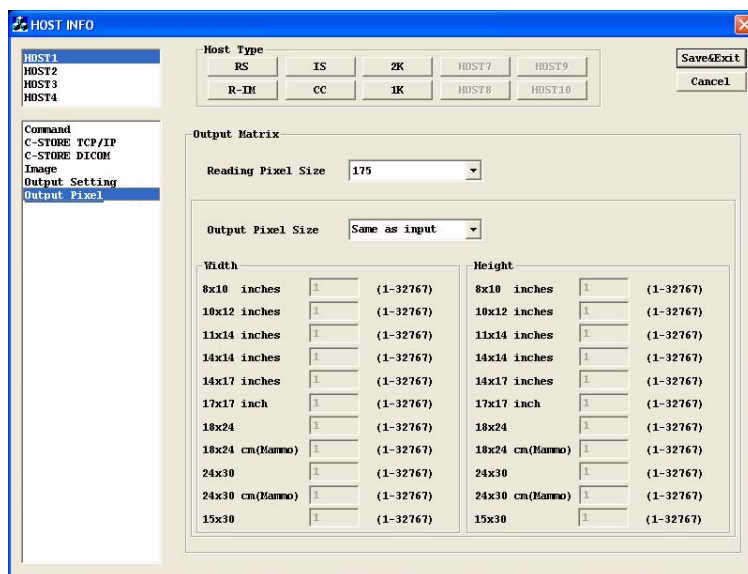 HOST INFO
HOST1
HOST2
HOST3
HOST4
Host Type
RS
IS
2K
HOST7
HOST9
R-IM
CC
1K
HOST8
HOST10
Save&Exit
Cancel
Command
C-STORE TCP/IP
C-STORE DICOM
Image
Output Setting
Output Pixel
Output Matrix
Reading Pixel Size 175
Output Pixel Size Same as input
Width
8x10 inches 1 (1-32767)
10x12 inches 1 (1-32767)
11x14 inches 1 (1-32767)
14x14 inches 1 (1-32767)
14x17 inches 1 (1-32767)
17x17 inch 1 (1-32767)
18x24 1 (1-32767)
18x24 cm(Mammo) 1 (1-32767)
24x30 1 (1-32767)
24x30 cm(Mammo) 1 (1-32767)
15x30 1 (1-32767)
Height
8x10 inches 1 (1-32767)
10x12 inches 1 (1-32767)
11x14 inches 1 (1-32767)
14x14 inches 1 (1-32767)
14x17 inches 1 (1-32767)
17x17 inch 1 (1-32767)
18x24 1 (1-32767)
18x24 cm(Mammo) 1 (1-32767)
24x30 1 (1-32767)
24x30 cm(Mammo) 1 (1-32767)
15x30 1 (1-32767)